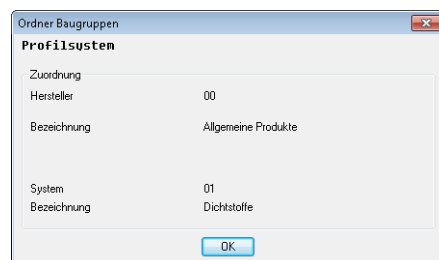 Ordner Baugruppen
Profilsystem
Zuordnung
Hersteller 00
Bezeichnung Allgemeine Produkte
System 01
Bezeichnung Dichtstoffe
OK